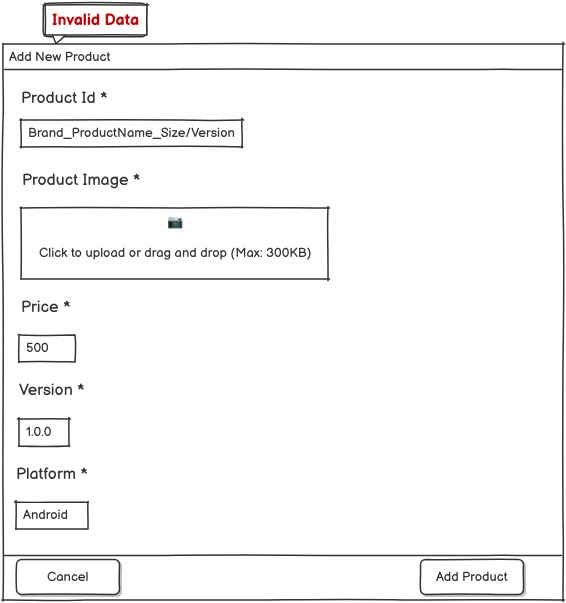 Invalid Data
Add New Product
Product Id *
Brand_ProductName_Size/Version
Product Image *
Click to upload or drag and drop (Max: 300KB)
Price *
500
Version *
1.0.0
Platform *
Android
Cancel
Add Product